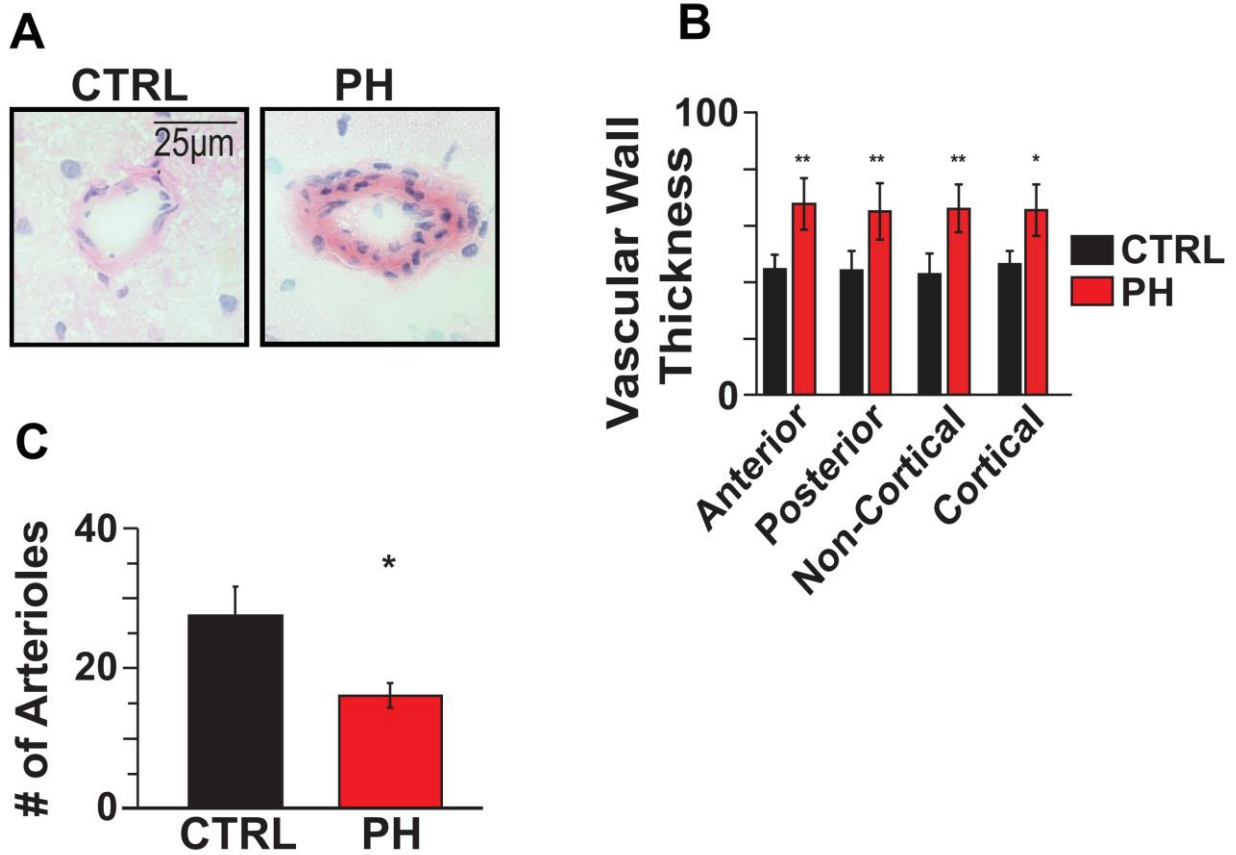 A
CTRL
PH
25µm
B
Vascular Wall
Thickness
100
0
** ** ** *
Anterior
Posterior
Non-Cortical
Cortical
CTRL
PH
C
# of Arterioles
40
20
0
*
CTRL
PH